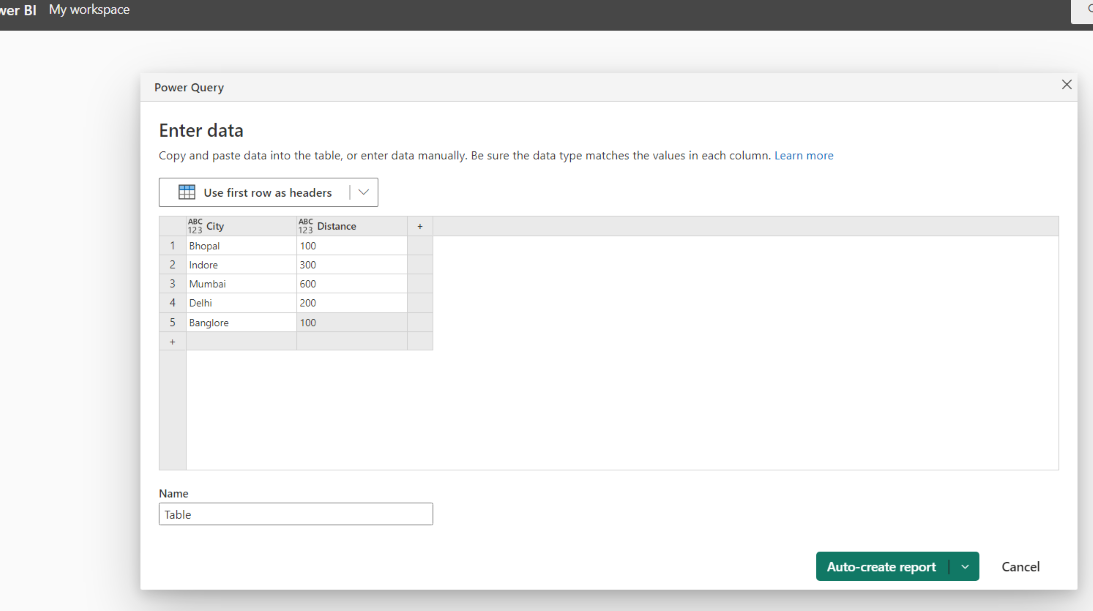 wer BI My workspace
Power Query
Enter data
Copy and paste data into the table, or enter data manually. Be sure the data type matches the values in each column. Learn more
Use first row as headers
ABC 123 City ABC 123 Distance +
1 Bhopal 100
2 Indore 300
3 Mumbai 600
4 Delhi 200
5 Banglore 100
+
Name
Table
Auto-create report Cancel